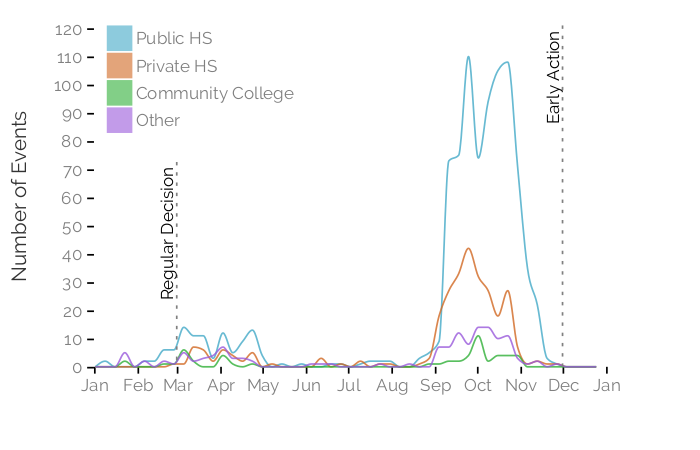 120
110
100
90
80
70
60
50
40
30
20
10
0
Number of Events
Public HS
Private HS
Community College
Other
Regular Decision
Early Action
Jan Feb Mar Apr May Jun Jul Aug Sep Oct Nov Dec Jan